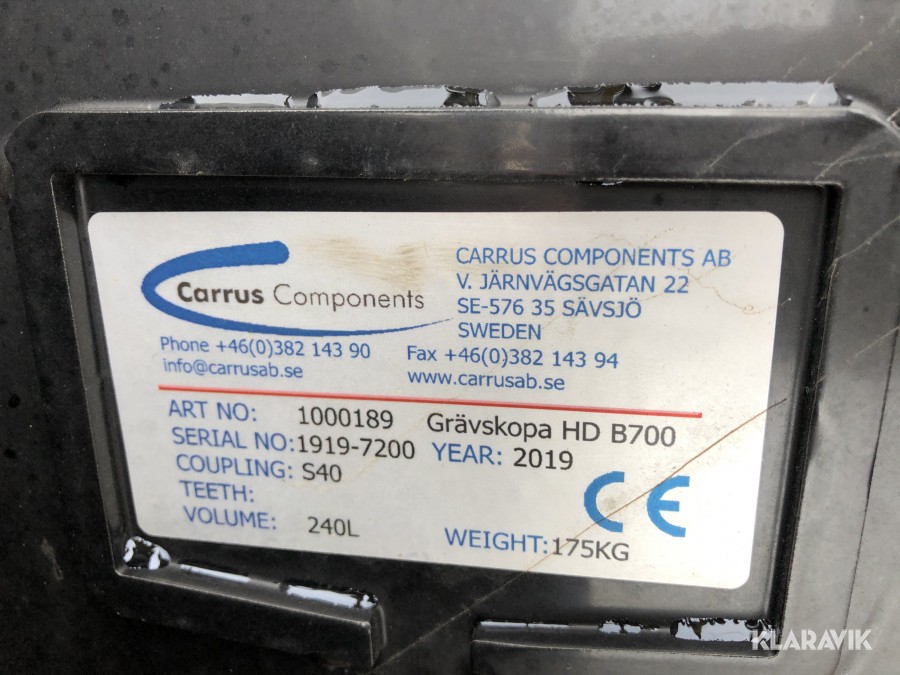 Carrus Components
CARRUS COMPONENTS AB
V. JÄRNVÄGSGATAN 22
SE-576 35 SÄVSJÖ
SWEDEN
Phone +46(0)382 143 90
Fax +46(0)382 143 94
info@carrusab.se
www.carrusab.se
ART NO: 1000189 Grävskopa HD B700
SERIAL NO: 1919-7200 YEAR: 2019
COUPLING: S40
TEETH:
VOLUME: 240L WEIGHT: 175KG
CE
KLARAVIK